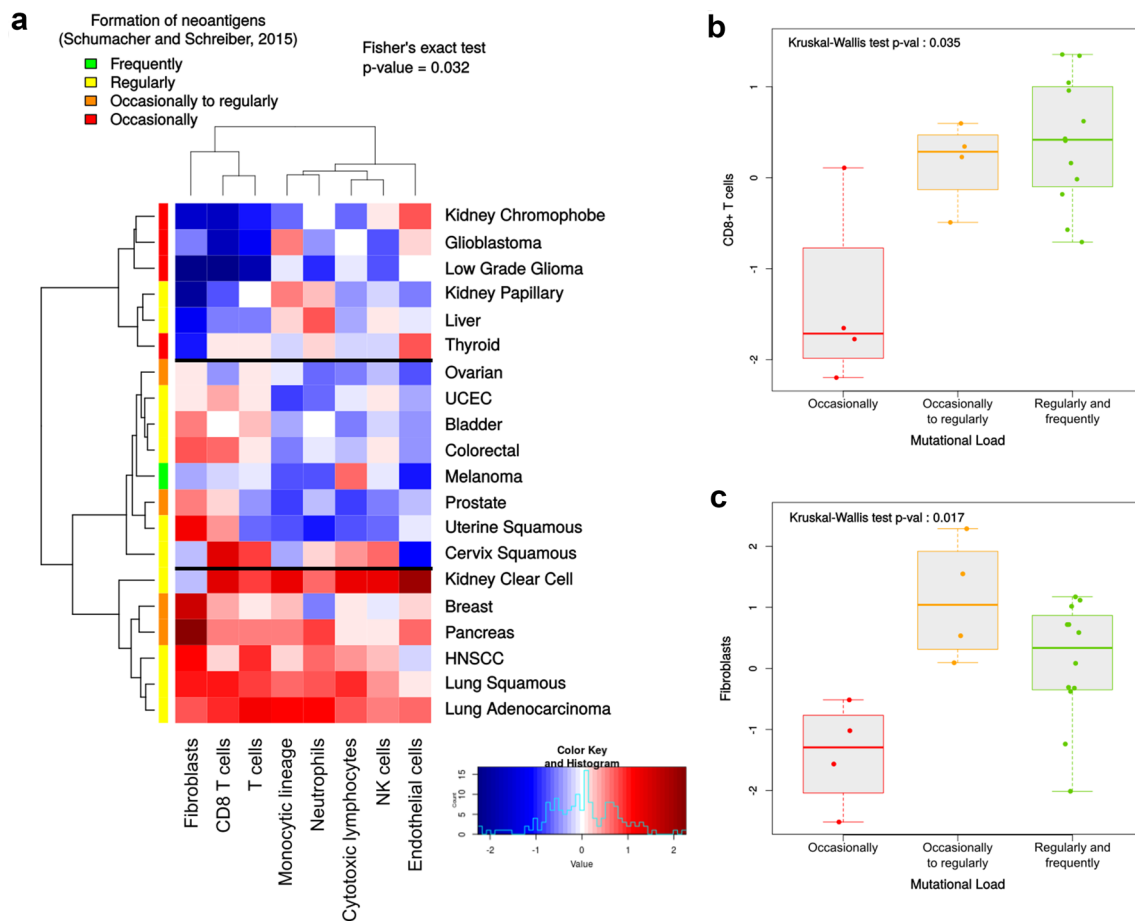 a
Formation of neoantigens
(Schumacher and Schreiber, 2015)
Frequently
Regularly
Occasionally to regularly
Occasionally
Fisher's exact test
p-value = 0.032
Kidney Chromophobe
Glioblastoma
Low Grade Glioma
Kidney Papillary
Liver
Thyroid
Ovarian
UCEC
Bladder
Colorectal
Melanoma
Prostate
Uterine Squamous
Cervix Squamous
Kidney Clear Cell
Breast
Pancreas
HNSCC
Lung Squamous
Lung Adenocarcinoma
Fibroblasts
CD8 T cells
T cells
Monocytic lineage
Neutrophils
Cytotoxic lymphocytes
NK cells
Endothelial cells
Color Key
and Histogram
Count
0 5 10 15
-2 -1 0 1 2
Value
b
Kruskal-Wallis test p-val : 0.035
CD8+ T cells
1
0
-1
-2
Occasionally
Occasionally
to regularly
Regularly and
frequently
Mutational Load
c
Kruskal-Wallis test p-val : 0.017
Fibroblasts
2
1
0
-1
-2
Occasionally
Occasionally
to regularly
Regularly and
frequently
Mutational Load